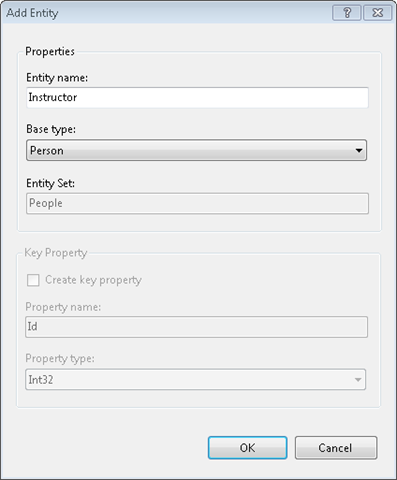 Add Entity
Properties
Entity name:
Instructor
Base type:
Person
Entity Set:
People
Key Property
Create key property
Property name:
Id
Property type:
Int32
OK Cancel